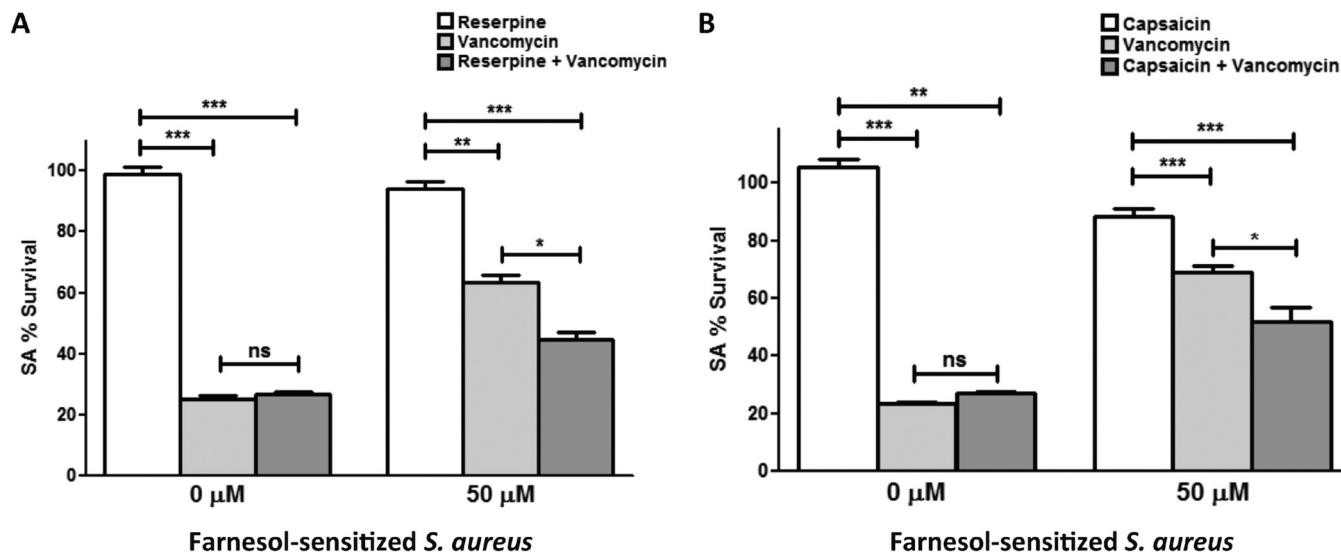 A
Reserpine
Vancomycin
Reserpine + Vancomycin
***
***
ns
***
**
*
SA % Survival
100
80
60
40
20
0
0 μM
50 μM
Farnesol-sensitized S. aureus
B
Capsaicin
Vancomycin
Capsaicin + Vancomycin
**
***
ns
***
***
*
SA % Survival
100
80
60
40
20
0
0 μM
50 μM
Farnesol-sensitized S. aureus